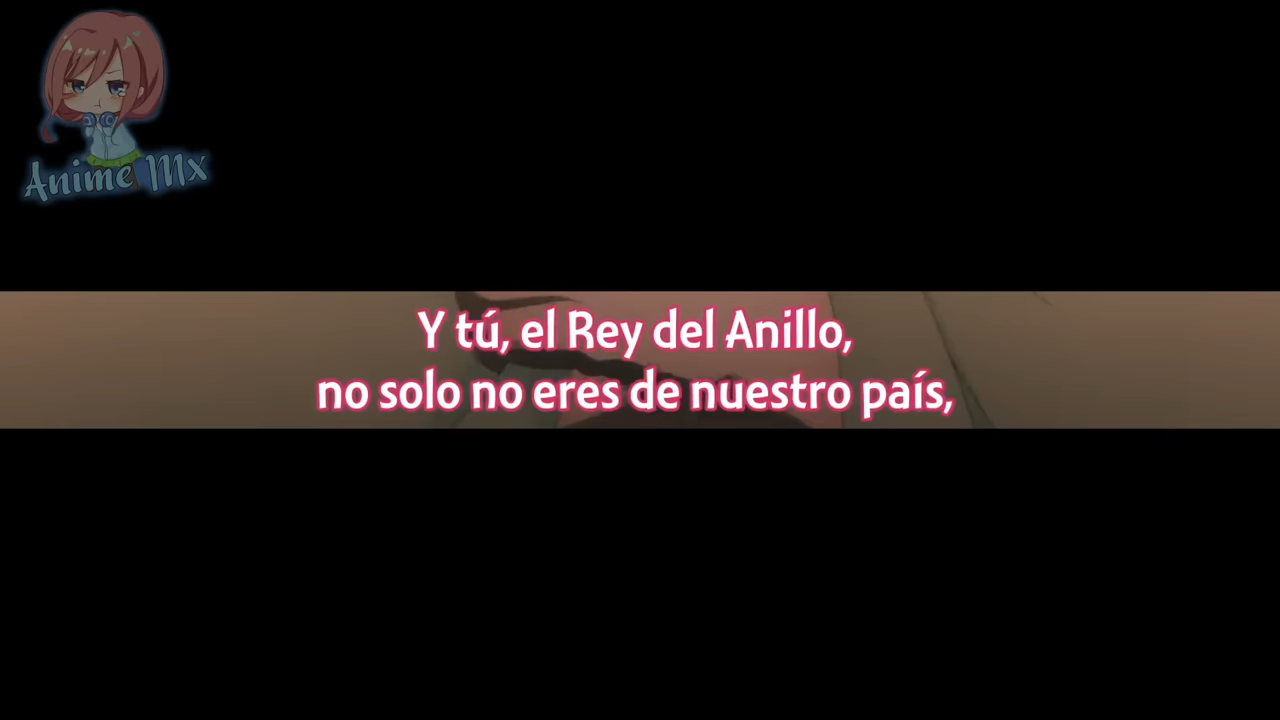 Anime Mx
Y tú, el Rey del Anillo,
no solo no eres de nuestro país,